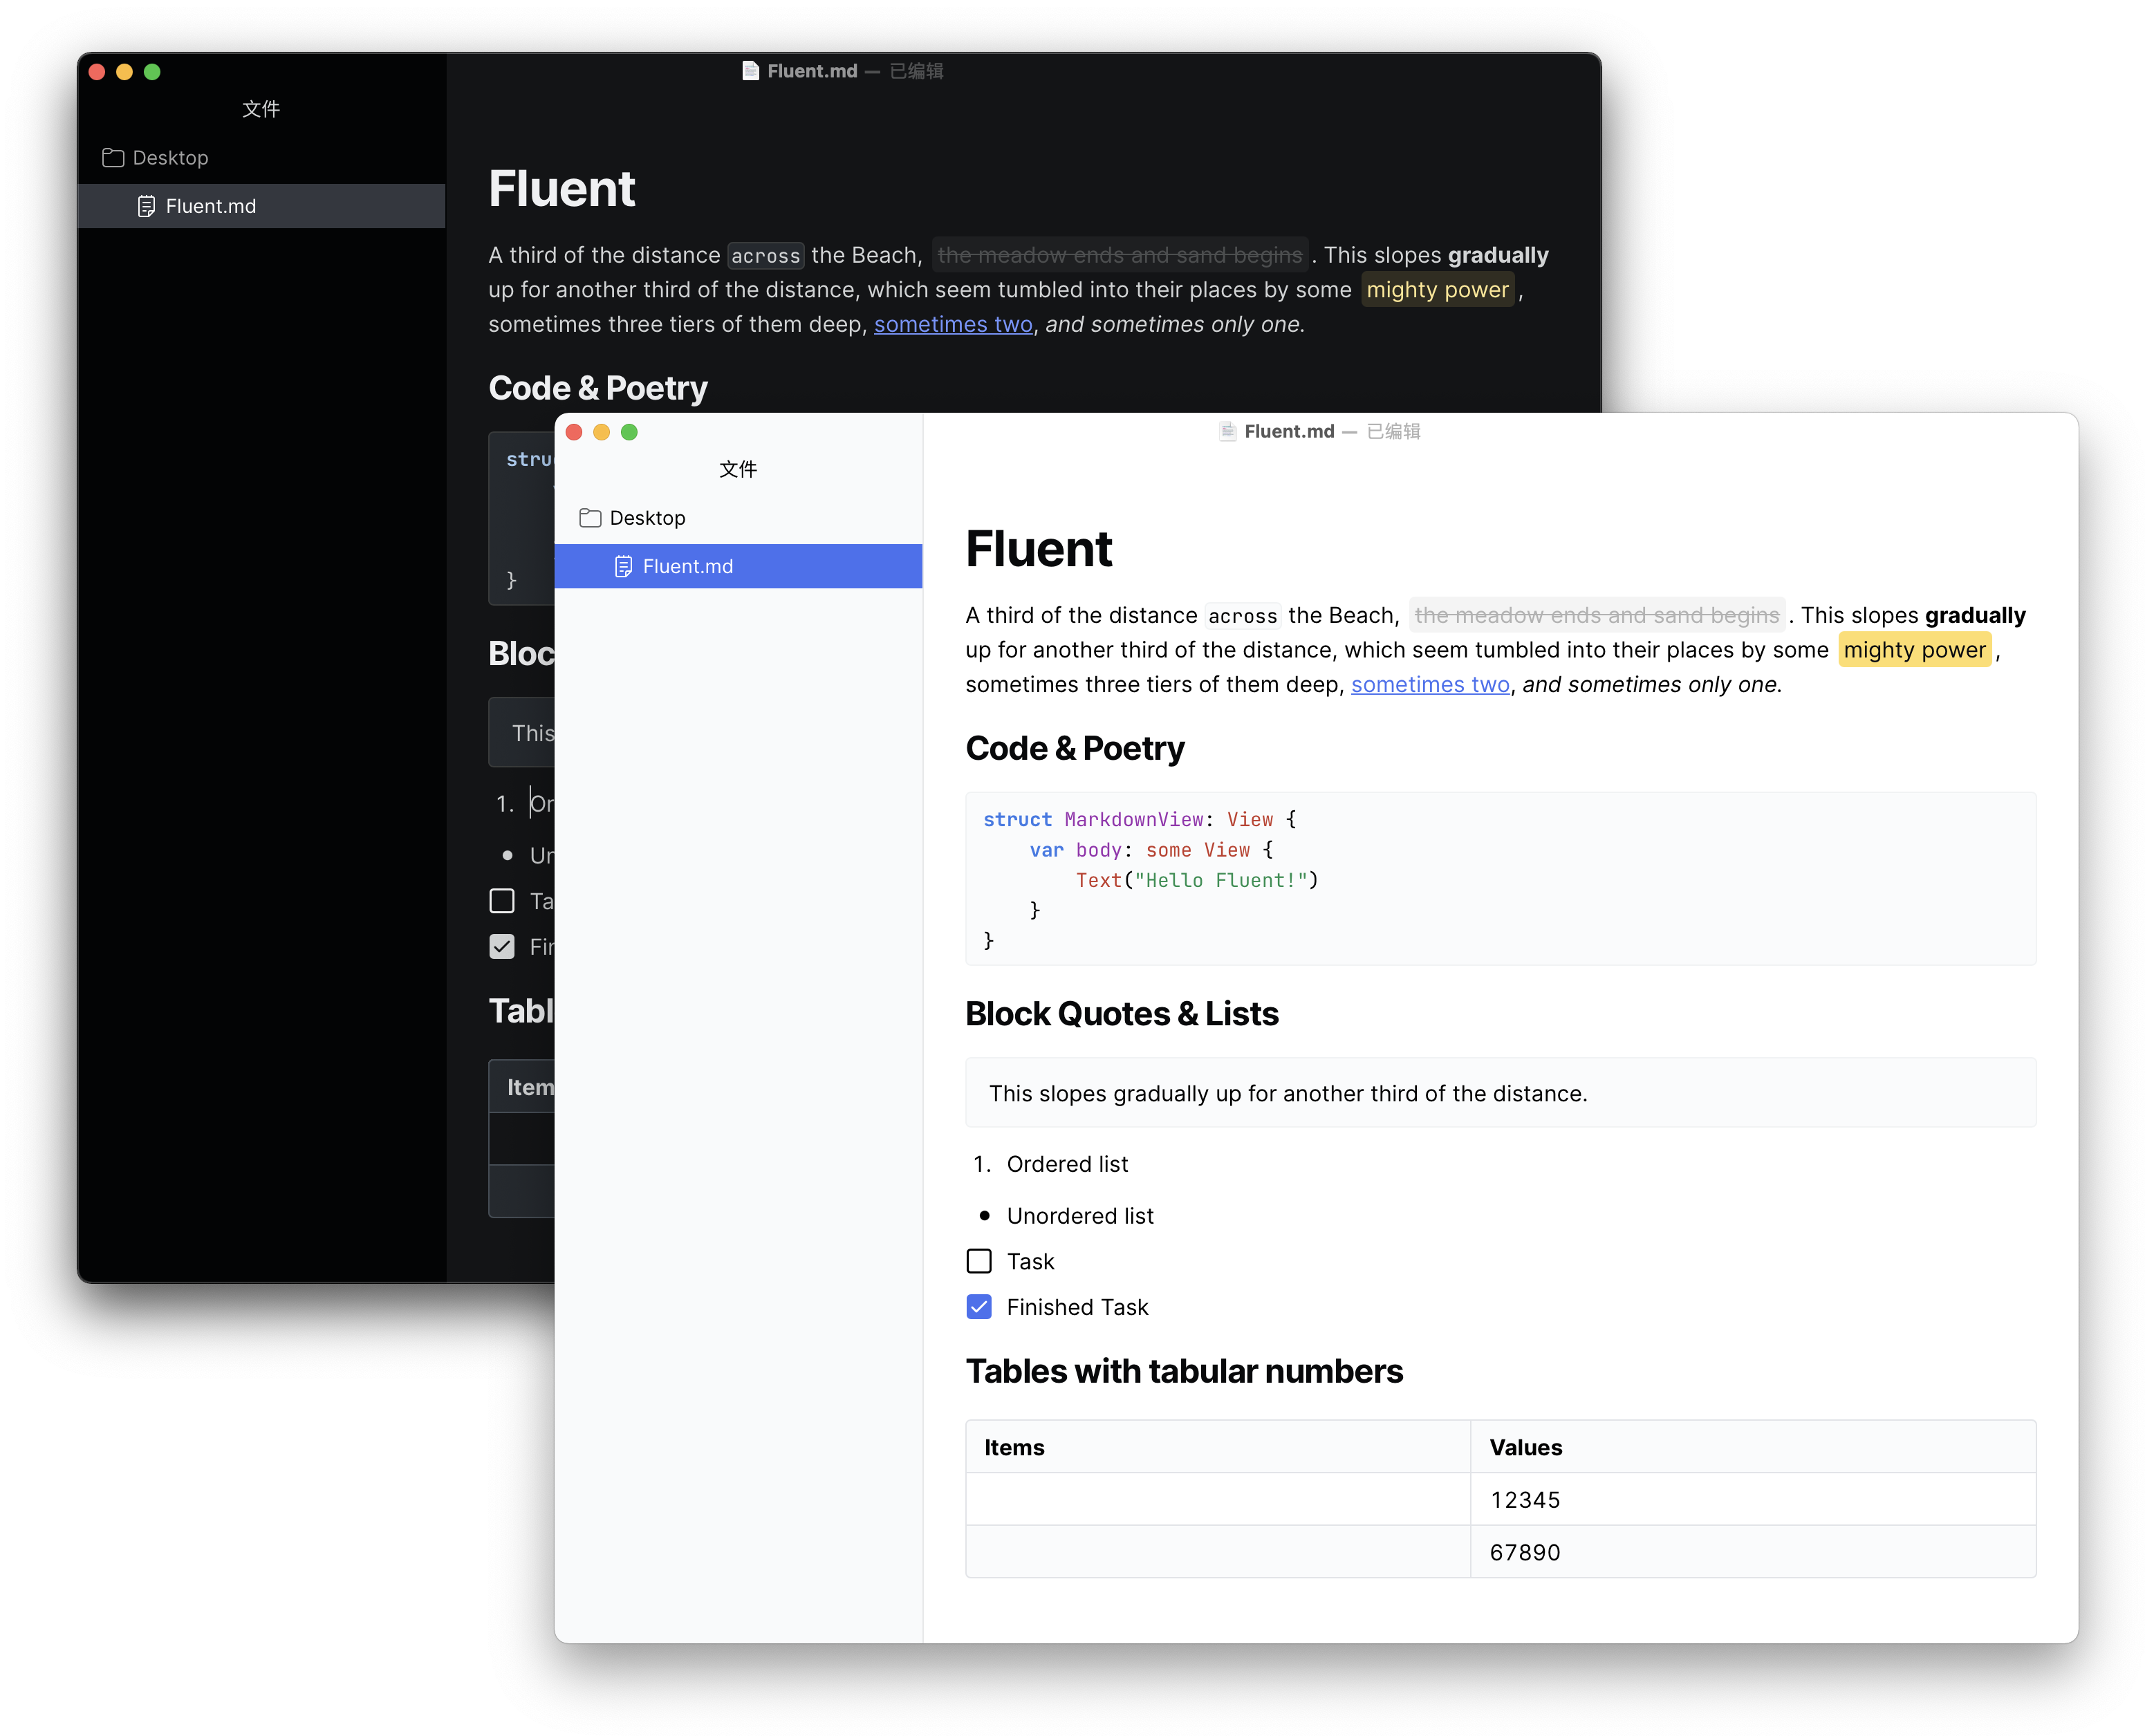 Fluent.md — 已编辑
文件
Desktop
Fluent.md
Fluent
A third of the distance across the Beach, the meadow ends and sand begins. This slopes gradually
up for another third of the distance, which seem tumbled into their places by some mighty power,
sometimes three tiers of them deep, sometimes two, and sometimes only one.
Code & Poetry
}
This
1.
Fluent.md — 已编辑
文件
Desktop
Fluent.md
Fluent
A third of the distance across the Beach, the meadow ends and sand begins. This slopes gradually
up for another third of the distance, which seem tumbled into their places by some mighty power,
sometimes three tiers of them deep, sometimes two, and sometimes only one.
Code & Poetry
struct MarkdownView: View {
    var body: some View {
        Text("Hello Fluent!")
    }
}
Block Quotes & Lists
This slopes gradually up for another third of the distance.
1. Ordered list
• Unordered list
Task
Finished Task
Tables with tabular numbers
Items Values
12345
67890